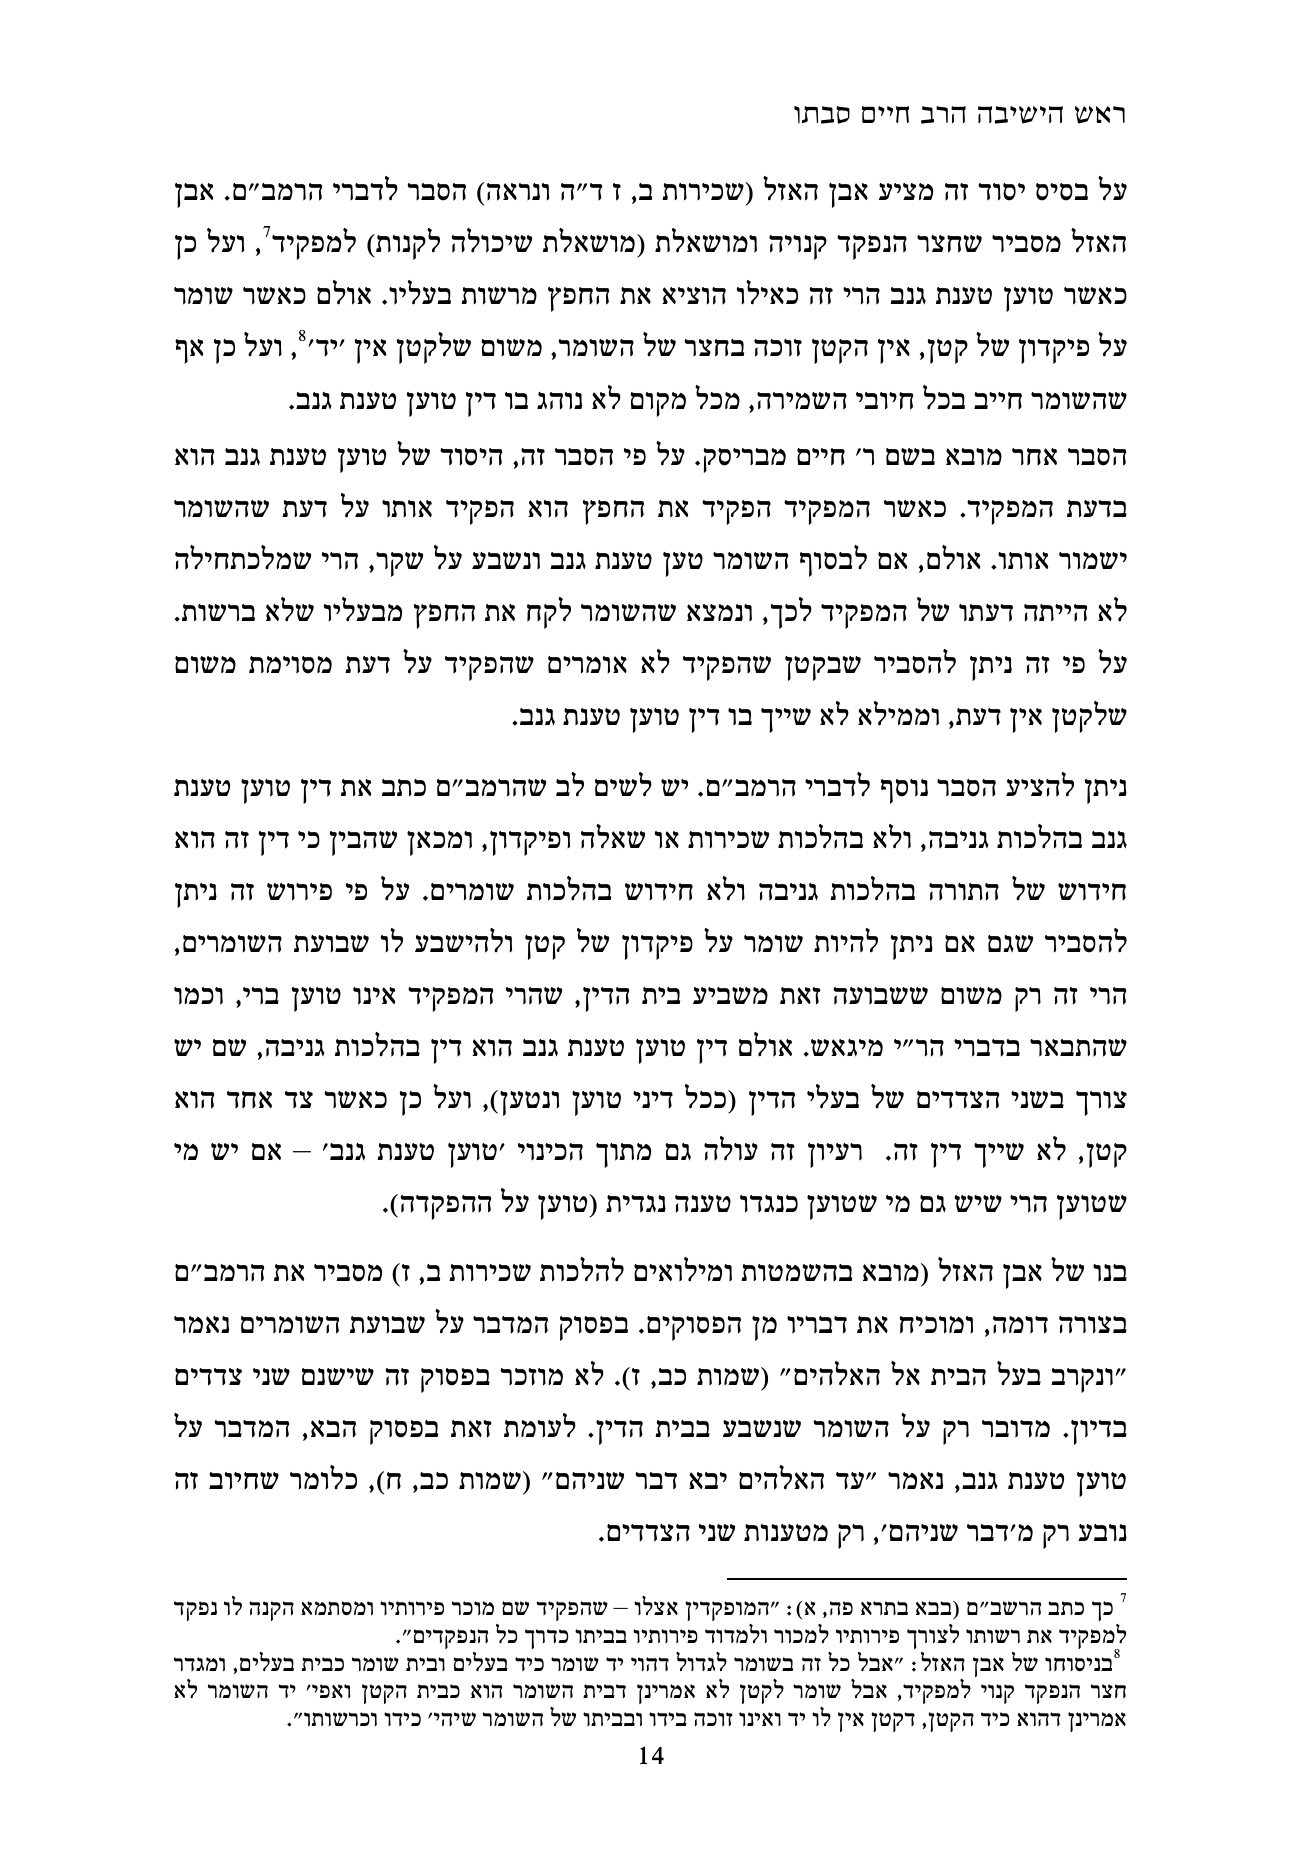 ראש הישיבה הרב חיים סבתו
על בסיס יסוד זה מציע אבן האזל (שכירות ב, ז ד״ה ונראה) הסבר לדברי הרמב״ם. אבן
האזל מסביר שחצר הנפקד קנויה ומושאלת (מושאלת שיכולה לקנות) למפקיד7, ועל כן
כאשר טוען טענת גנב הרי זה כאילו הוציא את החפץ מרשות בעליו. אולם כאשר שומר
על פיקדון של קטן, אין הקטן זוכה בחצר של השומר, משום שלקטן אין ׳יד׳8, ועל כן אף
שהשומר חייב בכל חיובי השמירה, מכל מקום לא נוהג בו דין טוען טענת גנב.
הסבר אחר מובא בשם ר׳ חיים מבריסק. על פי הסבר זה, היסוד של טוען טענת גנב הוא
בדעת המפקיד. כאשר המפקיד הפקיד את החפץ הוא הפקיד אותו על דעת שהשומר
ישמור אותו. אולם, אם לבסוף השומר טען טענת גנב ונשבע על שקר, הרי שמלכתחילה
לא הייתה דעתו של המפקיד לכך, ונמצא שהשומר לקח את החפץ מבעליו שלא ברשות.
על פי זה ניתן להסביר שבקטן שהפקיד לא אומרים שהפקיד על דעת מסוימת משום
שלקטן אין דעת, וממילא לא שייך בו דין טוען טענת גנב.
ניתן להציע הסבר נוסף לדברי הרמב״ם. יש לשים לב שהרמב״ם כתב את דין טוען טענת
גנב בהלכות גניבה, ולא בהלכות שכירות או שאלה ופיקדון, ומכאן שהבין כי דין זה הוא
חידוש של התורה בהלכות גניבה ולא חידוש בהלכות שומרים. על פי פירוש זה ניתן
להסביר שגם אם ניתן להיות שומר על פיקדון של קטן ולהישבע לו שבועת השומרים,
הרי זה רק משום ששבועה זאת משביע בית הדין, שהרי המפקיד אינו טוען ברי, וכמו
שהתבאר בדברי הר״י מיגאש. אולם דין טוען טענת גנב הוא דין בהלכות גניבה, שם יש
צורך בשני הצדדים של בעלי הדין (ככל דיני טוען ונטען), ועל כן כאשר צד אחד הוא
קטן, לא שייך דין זה. רעיון זה עולה גם מתוך הכינוי ׳טוען טענת גנב׳ – אם יש מי
שטוען הרי שיש גם מי שטוען כנגדו טענה נגדית (טוען על ההפקדה).
בנו של אבן האזל (מובא בהשמטות ומילואים להלכות שכירות ב, ז) מסביר את הרמב״ם
בצורה דומה, ומוכיח את דבריו מן הפסוקים. בפסוק המדבר על שבועת השומרים נאמר
״ונקרב בעל הבית אל האלהים״ (שמות כב, ז). לא מוזכר בפסוק זה שישנם שני צדדים
בדיון. מדובר רק על השומר שנשבע בבית הדין. לעומת זאת בפסוק הבא, המדבר על
טוען טענת גנב, נאמר ״עד האלהים יבא דבר שניהם״ (שמות כב, ח), כלומר שחיוב זה
נובע רק מ׳דבר שניהם׳, רק מטענות שני הצדדים.
7 כך כתב הרשב״ם (בבא בתרא פה, א): ״המופקדין אצלו – שהפקיד שם מוכר פירותיו ומסתמא הקנה לו נפקד
למפקיד את רשותו לצורך פירותיו למכור ולמדוד פירותיו בביתו כדרך כל הנפקדים״.
8בניסוחו של אבן האזל: ״אבל כל זה בשומר לגדול דהוי יד שומר כיד בעלים ובית שומר כבית בעלים, ומגדר
חצר הנפקד קנוי למפקיד, אבל שומר לקטן לא אמרינן דבית השומר הוא כבית הקטן ואפי׳ יד השומר לא
אמרינן דהוא כיד הקטן, דקטן אין לו יד ואינו זוכה בידו ובביתו של השומר שיהי׳ כידו וכרשותו״.
14